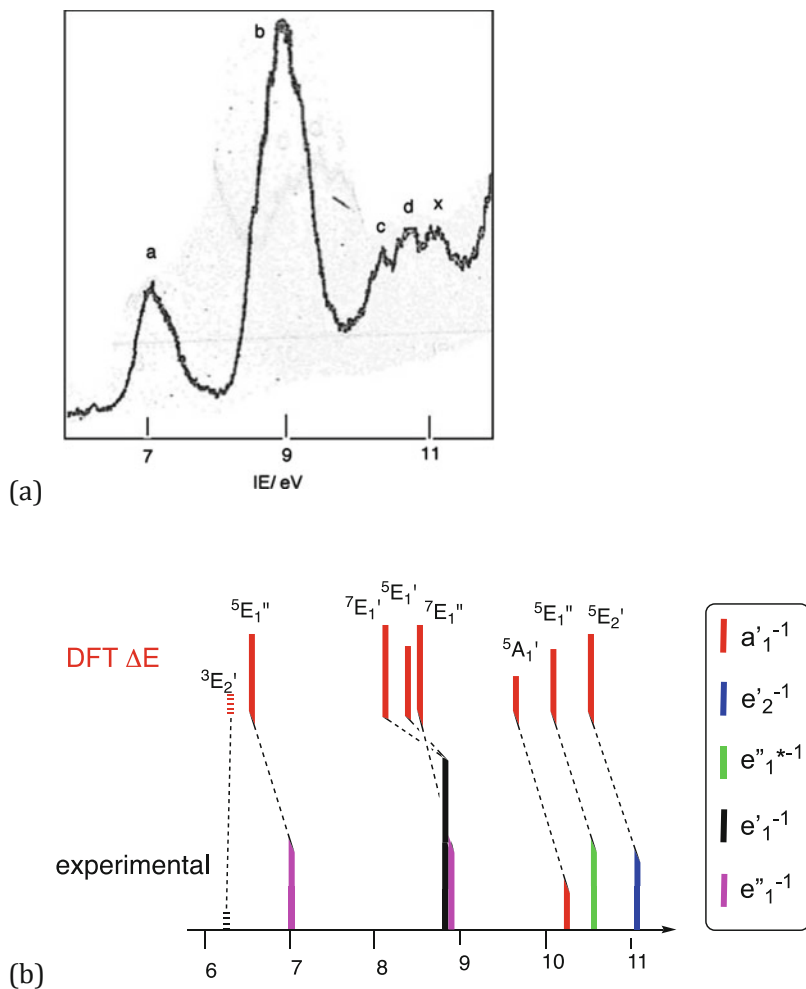 a
b
c
d
x
7
9
11
IE/ eV
(a)
DFT ΔE
³E₂'
⁵E₁"
⁷E₁'
⁵E₁'
⁷E₁"
⁵A₁'
⁵E₁"
⁵E₂'
experimental
6
7
8
9
10
11
a'₁⁻¹
e'₂⁻¹
e"₁*⁻¹
e'₁⁻¹
e"₁⁻¹
(b)